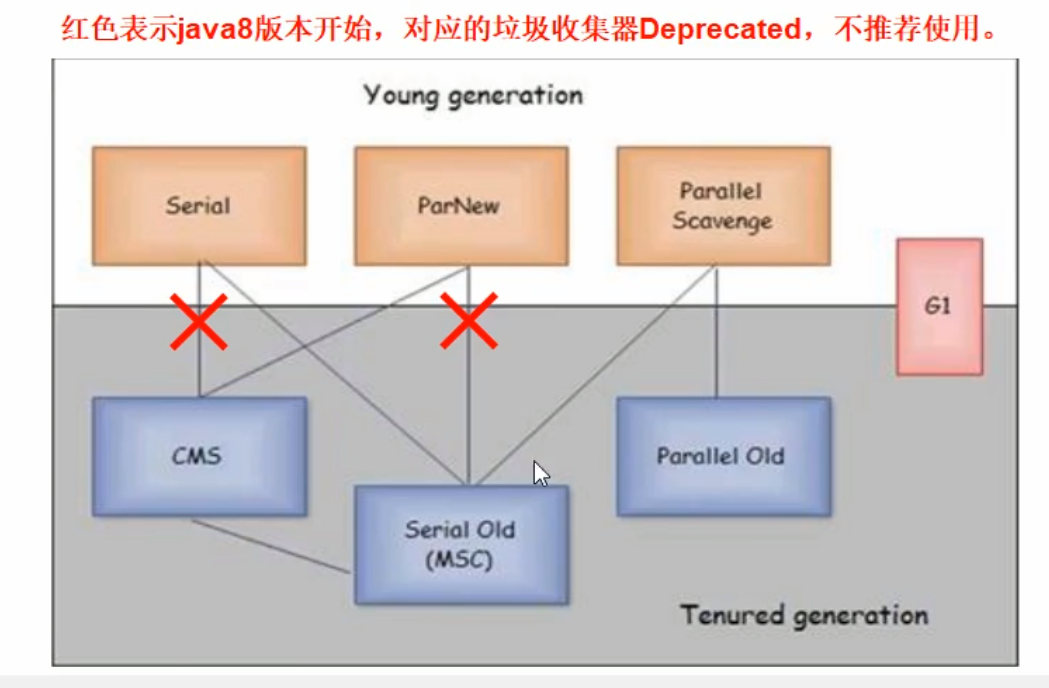 红色表示java8版本开始，对应的垃圾收集器Deprecated，不推荐使用。
Young generation
Serial
ParNew
Parallel
Scavenge
G1
CMS
Parallel Old
Serial Old
(MSC)
Tenured generation